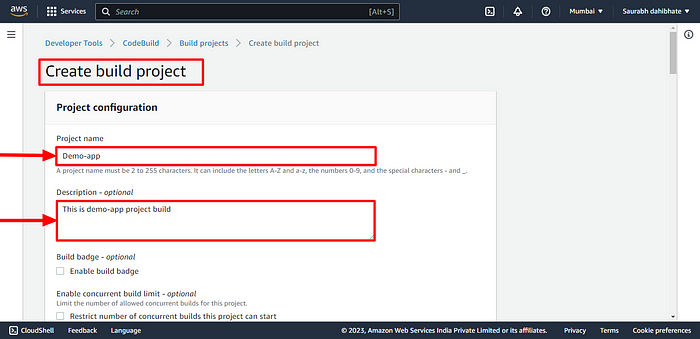 aws
Services
Search
[Alt+S]
Mumbai
Saurabh dahibhate
Developer Tools > CodeBuild > Build projects > Create build project
Create build project
Project configuration
Project name
Demo-app
A project name must be 2 to 255 characters. It can include the letters A-Z and a-z, the numbers 0-9, and the special characters - and _.
Description - optional
This is demo-app project build
Build badge - optional
Enable build badge
Enable concurrent build limit - optional
Limit the number of allowed concurrent builds for this project.
Restrict number of concurrent builds this project can start
CloudShell
Feedback
Language
© 2023, Amazon Web Services India Private Limited or its affiliates.
Privacy
Terms
Cookie preferences